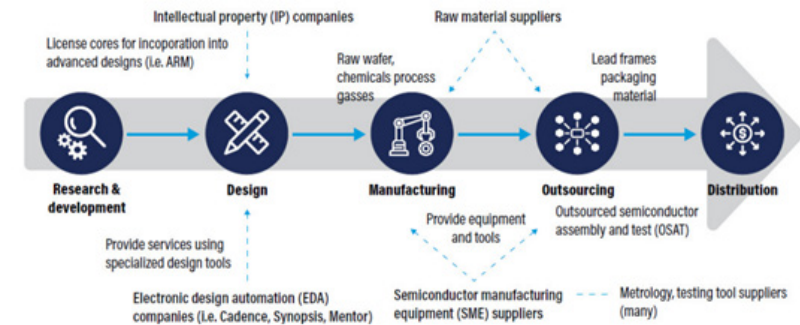 Intellectual property (IP) companies
Raw material suppliers
License cores for incoporation into
advanced designs (i.e. ARM)
Raw wafer,
chemicals process
gasses
Lead frames
packaging
material
Research &
development
Design
Manufacturing
Outsourcing
Distribution
Provide services using
specialized design tools
Provide equipment
and tools
Outsourced semiconductor
assembly and test (OSAT)
Electronic design automation (EDA)
companies (i.e. Cadence, Synopsis, Mentor)
Semiconductor manufacturing
equipment (SME) suppliers
Metrology, testing tool suppliers
(many)